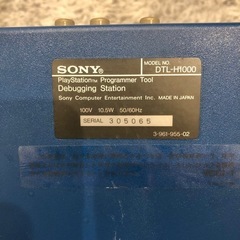 SONY®
MODEL NO.
DTL-H1000
PlayStation™ Programmer Tool
Debugging Station
Sony Computer Entertainment Inc. MADE IN JAPAN
100V 10.5W 50/60Hz
SERIAL 305065
3-961-955-02